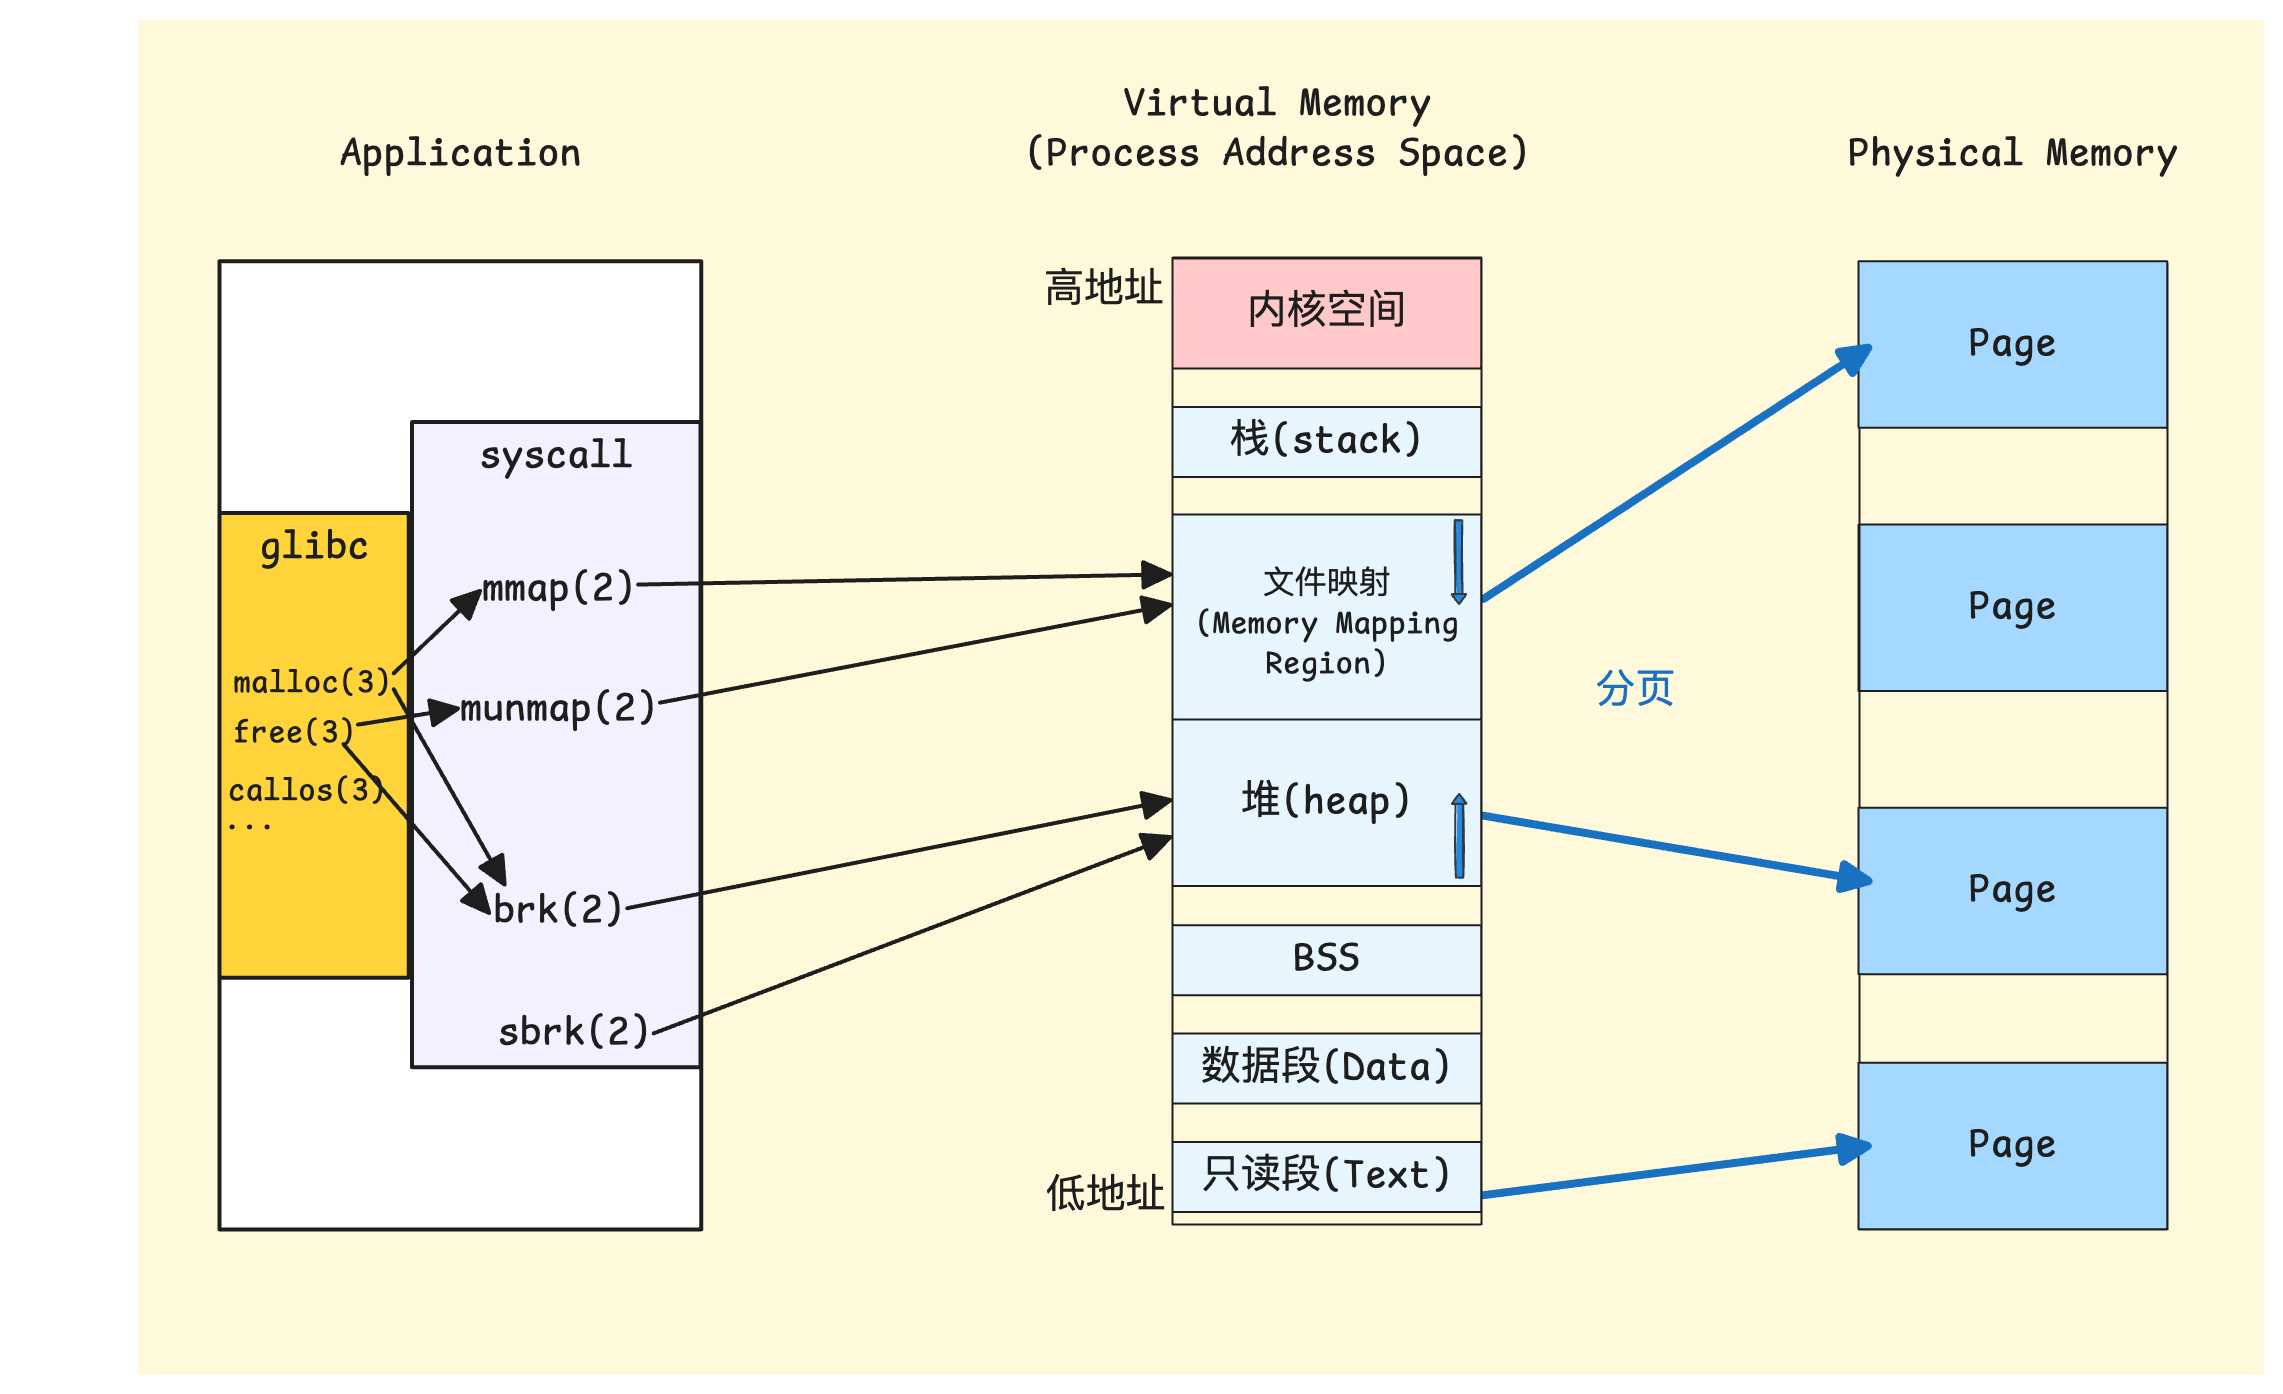 Application
syscall
glibc
mmap(2)
malloc(3)
munmap(2)
free(3)
callos(3)
...
brk(2)
sbrk(2)
Virtual Memory
(Process Address Space)
高地址
内核空间
栈(stack)
文件映射
(Memory Mapping
Region)
堆(heap)
BSS
数据段(Data)
低地址
只读段(Text)
分页
Physical Memory
Page
Page
Page
Page